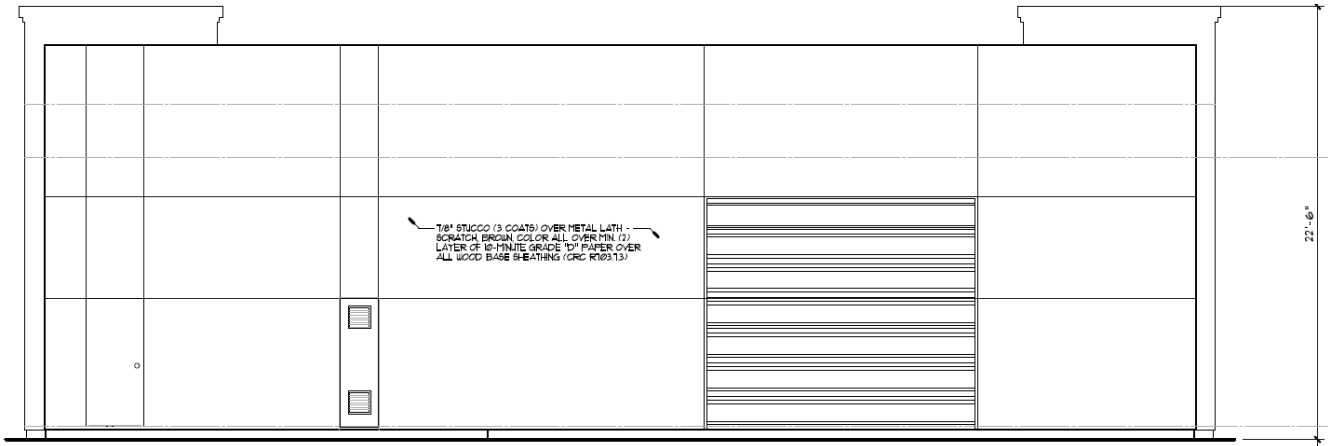 7/8" STUCCO (3 COATS) OVER METAL LATH -
SCRATCH, BROWN, COLOR ALL OVER MIN. (2)
LAYER OF 10-MINUTE GRADE "D" PAPER OVER
ALL WOOD BASE SHEATHING (CRC R703.7.3)
22'-6"